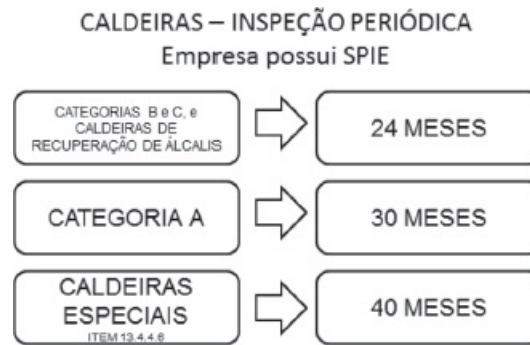 CALDEIRAS – INSPEÇÃO PERIÓDICA
Empresa possui SPIE
CATEGORIAS B e C, e
CALDEIRAS DE
RECUPERAÇÃO DE ÁLCALIS
24 MESES
CATEGORIA A
30 MESES
CALDEIRAS
ESPECIAIS
ITEM 13.4.4.6
40 MESES